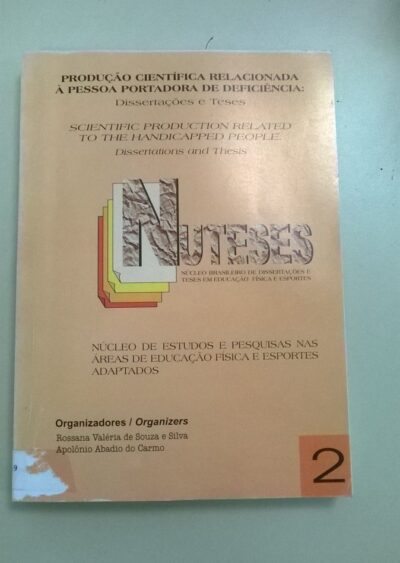 PRODUÇÃO CIENTÍFICA RELACIONADA
À PESSOA PORTADORA DE DEFICIÊNCIA:
Dissertações e Teses
SCIENTIFIC PRODUCTION RELATED
TO THE HANDICAPPED PEOPLE:
Dissertations and Thesis
NUTESES
NÚCLEO BRASILEIRO DE DISSERTAÇÕES E
TESES EM EDUCAÇÃO FÍSICA E ESPORTES
NÚCLEO DE ESTUDOS E PESQUISAS NAS
ÁREAS DE EDUCAÇÃO FÍSICA E ESPORTES
ADAPTADOS
Organizadores / Organizers
Rossana Valéria de Souza e Silva
Apolônio Abadio do Carmo
9
2